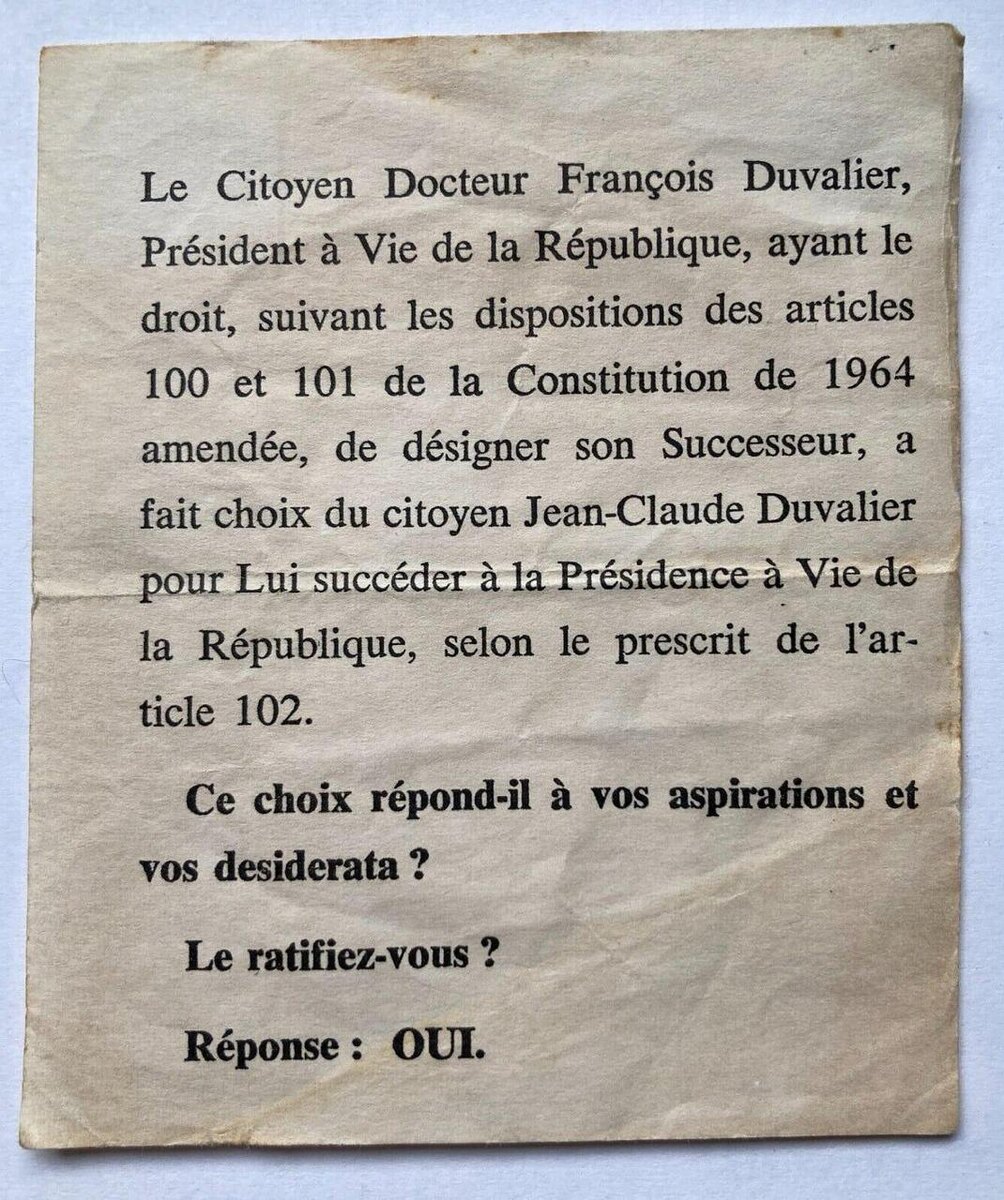 Le Citoyen Docteur François Duvalier,
Président à Vie de la République, ayant le
droit, suivant les dispositions des articles
100 et 101 de la Constitution de 1964
amendée, de désigner son Successeur, a
fait choix du citoyen Jean-Claude Duvalier
pour Lui succéder à la Présidence à Vie de
la République, selon le prescrit de l'ar-
ticle 102.
Ce choix répond-il à vos aspirations et
vos desiderata ?
Le ratifiez-vous ?
Réponse : OUI.